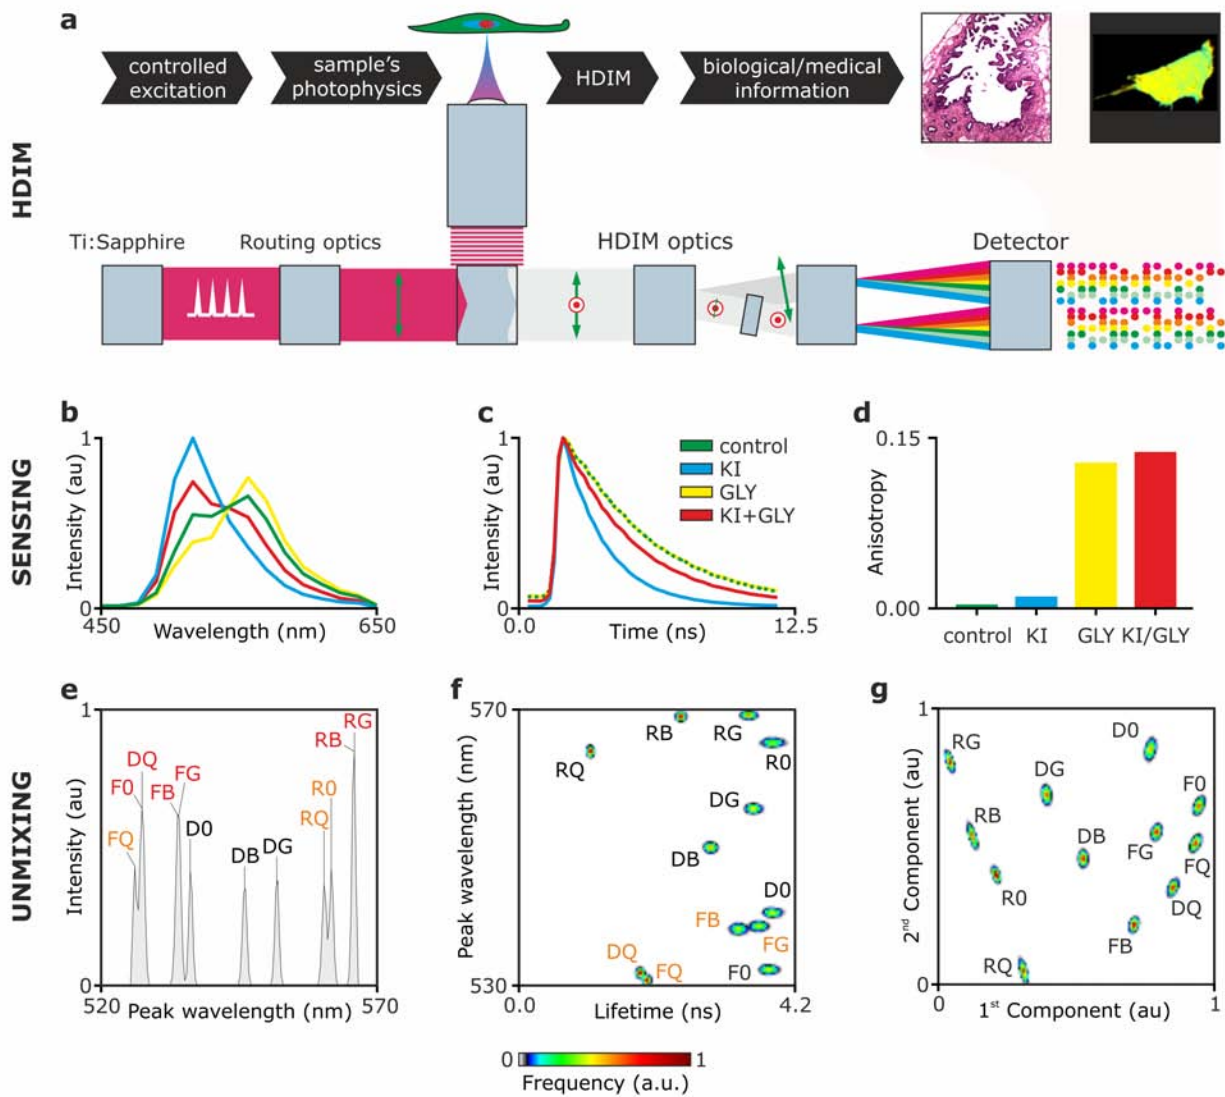 a
controlled
excitation
sample's
photophysics
HDIM
biological/medical
information
HDIM
Ti:Sapphire
Routing optics
HDIM optics
Detector
SENSING
b
1
Intensity (au)
0
450
Wavelength (nm)
650
c
1
Intensity (au)
0
0.0
Time (ns)
12.5
control
KI
GLY
KI+GLY
d
0.15
Anisotropy
0.00
control
KI
GLY
KI/GLY
UNMIXING
e
1
Intensity (au)
0
520
Peak wavelength (nm)
570
RG
RB
DQ
F0
FG
FB
R0
RQ
D0
FQ
DB
DG
f
570
Peak wavelength (nm)
530
0.0
Lifetime (ns)
4.2
RB
RG
RQ
R0
DG
DB
D0
FB
FG
DQ
FQ
F0
g
1
2nd Component (au)
0
0
1st Component (au)
1
D0
RG
DG
F0
RB
DB
FG
FQ
R0
DQ
FB
RQ
0
1
Frequency (a.u.)